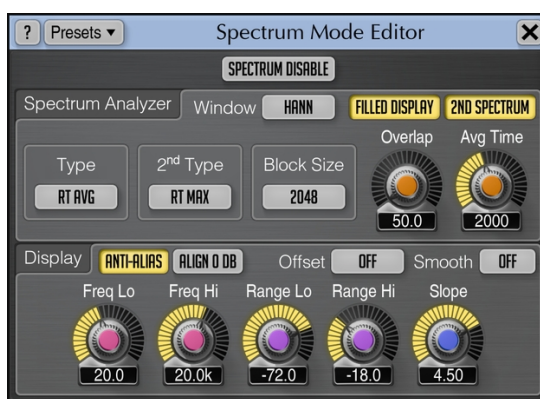 ? Presets ▼ Spectrum Mode Editor X
SPECTRUM DISABLE
Spectrum Analyzer Window HANN FILLED DISPLAY 2ND SPECTRUM
Overlap Avg Time
Type 2nd Type Block Size
RT AVG RT MAX 2048
50.0 2000
Display ANTI-ALIAS ALIGN 0 DB Offset OFF Smooth OFF
Freq Lo Freq Hi Range Lo Range Hi Slope
20.0 20.0k -72.0 -18.0 4.50